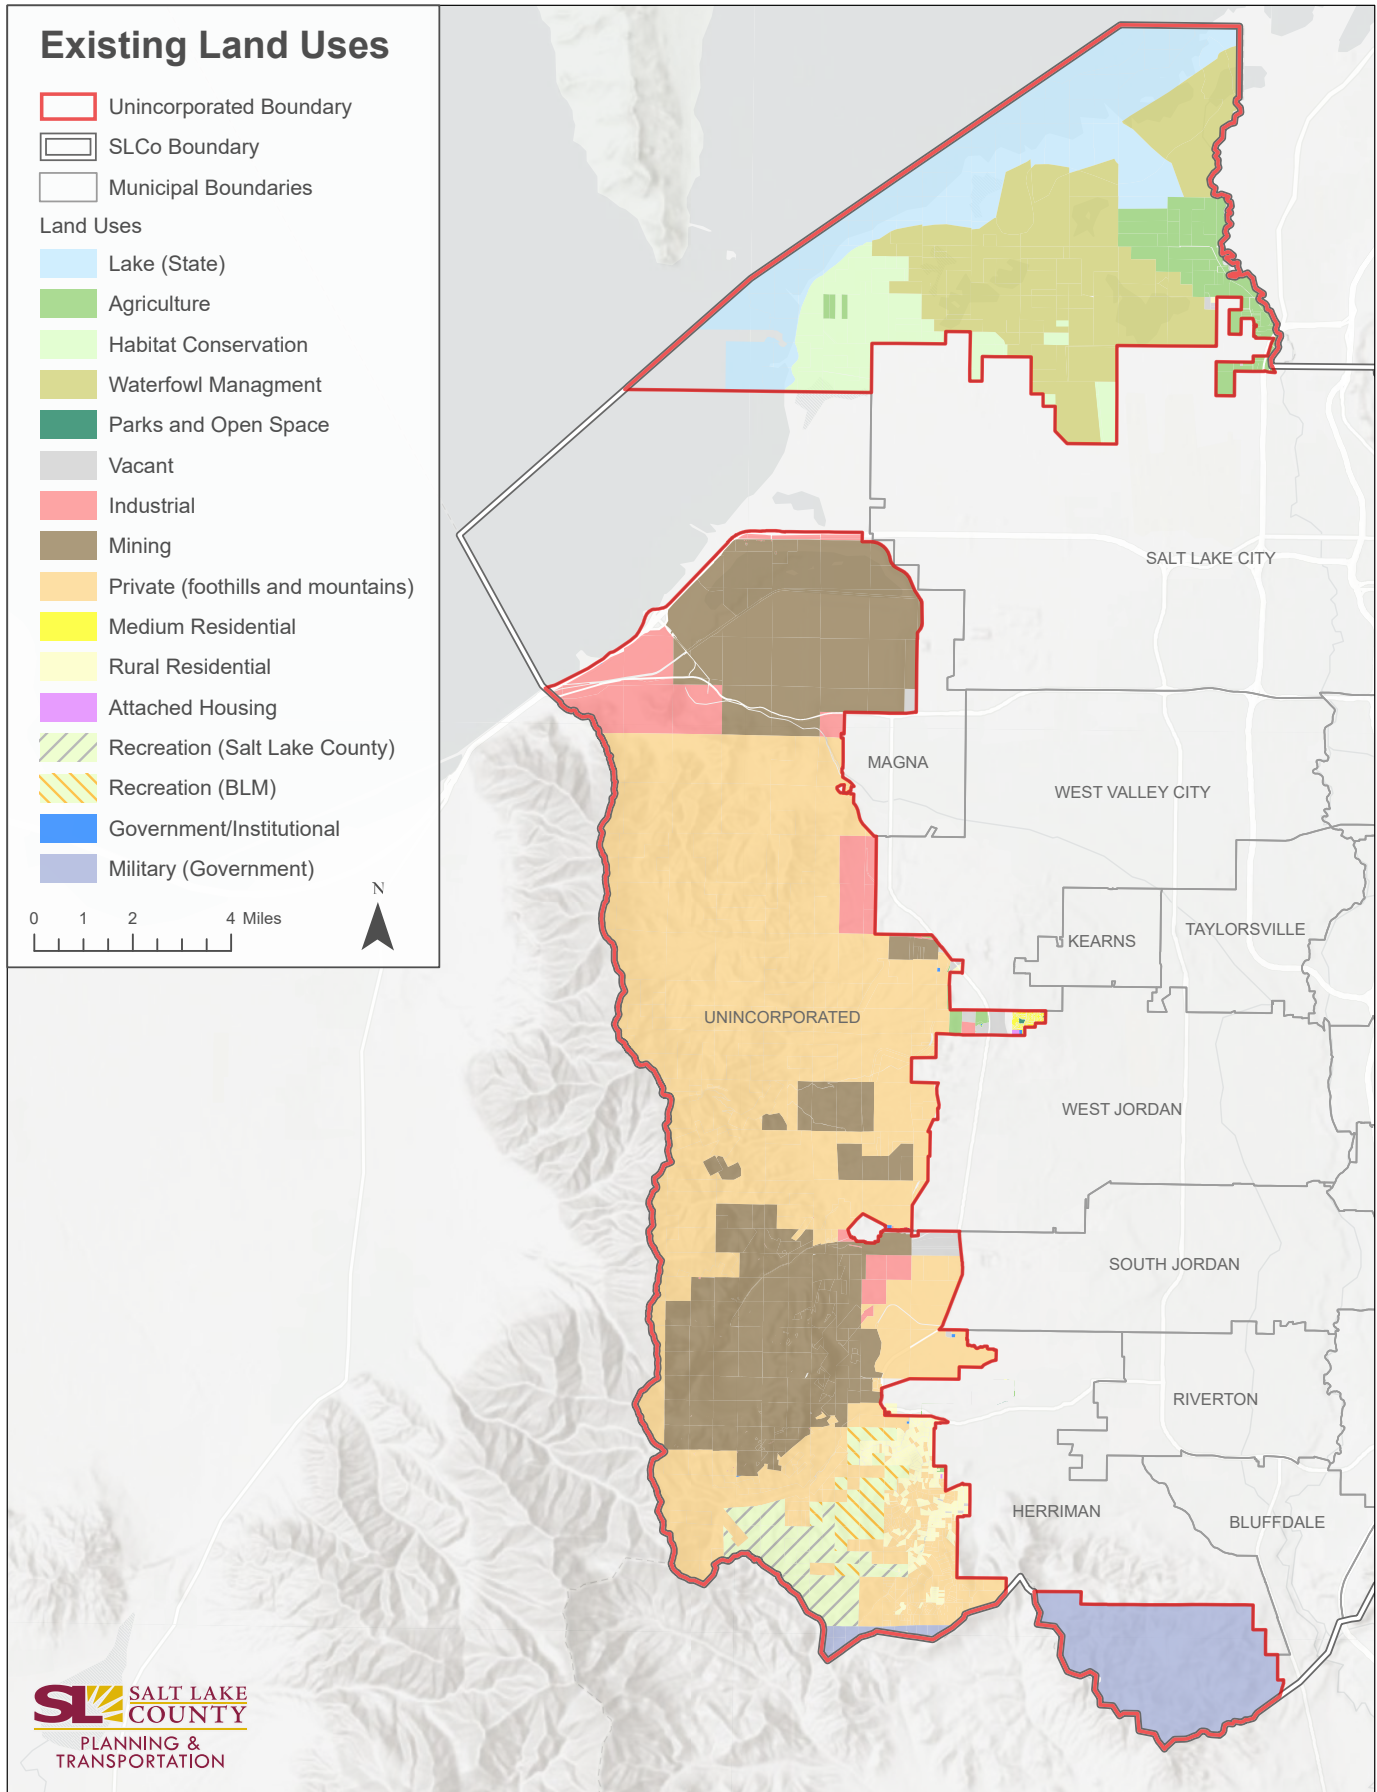 Existing Land Uses
Unincorporated Boundary
SLCo Boundary
Municipal Boundaries
Land Uses
Lake (State)
Agriculture
Habitat Conservation
Waterfowl Managment
Parks and Open Space
Vacant
Industrial
Mining
Private (foothills and mountains)
Medium Residential
Rural Residential
Attached Housing
Recreation (Salt Lake County)
Recreation (BLM)
Government/Institutional
Military (Government)
N
0 1 2 4 Miles
SALT LAKE CITY
MAGNA
WEST VALLEY CITY
KEARNS
TAYLORSVILLE
UNINCORPORATED
WEST JORDAN
SOUTH JORDAN
RIVERTON
HERRIMAN
BLUFFDALE
SL SALT LAKE
COUNTY
PLANNING &
TRANSPORTATION